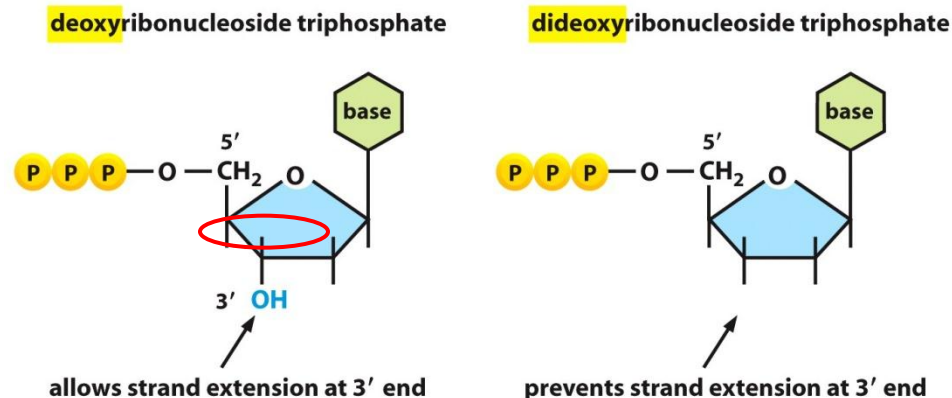 deoxyribonucleoside triphosphate
dideoxyribonucleoside triphosphate
base
5′
P P P O CH₂ O
3′ OH
allows strand extension at 3′ end
base
5′
P P P O CH₂ O
prevents strand extension at 3′ end